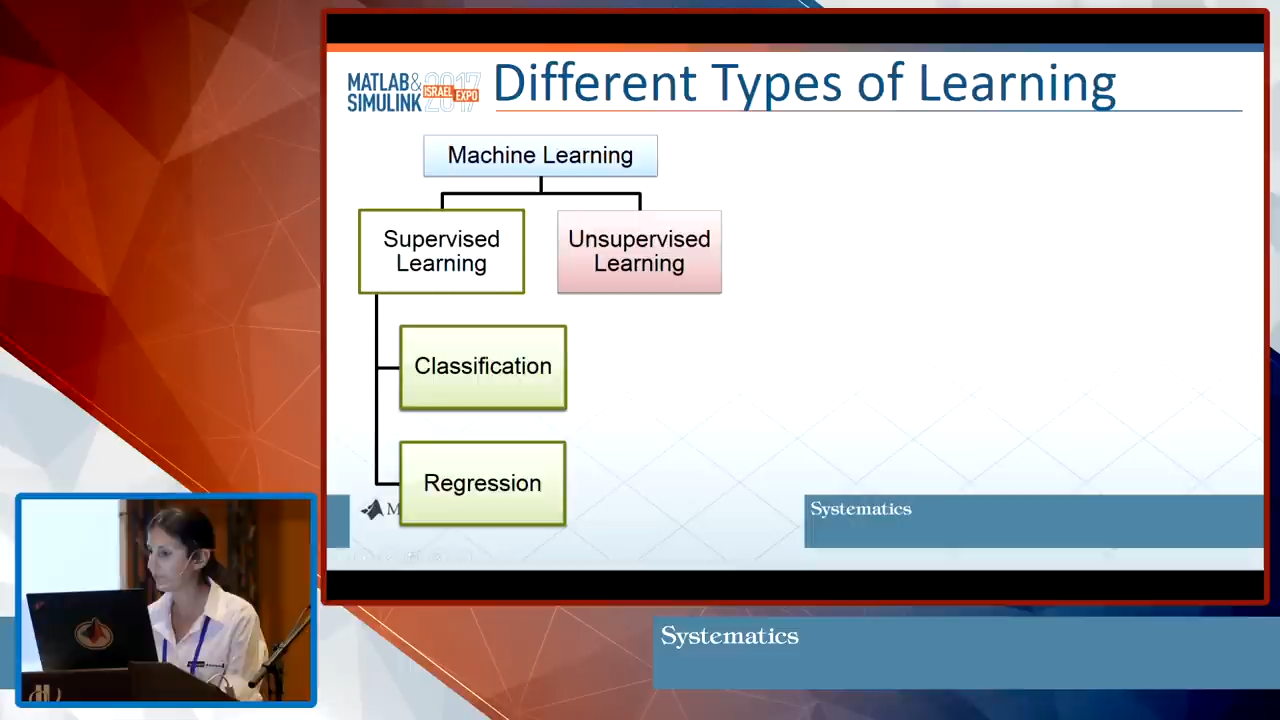 MATLAB&
SIMULINK
2017
ISRAEL
EXPO
Different Types of Learning
Machine Learning
Supervised
Learning
Unsupervised
Learning
Classification
Regression
M
Systematics
Systematics